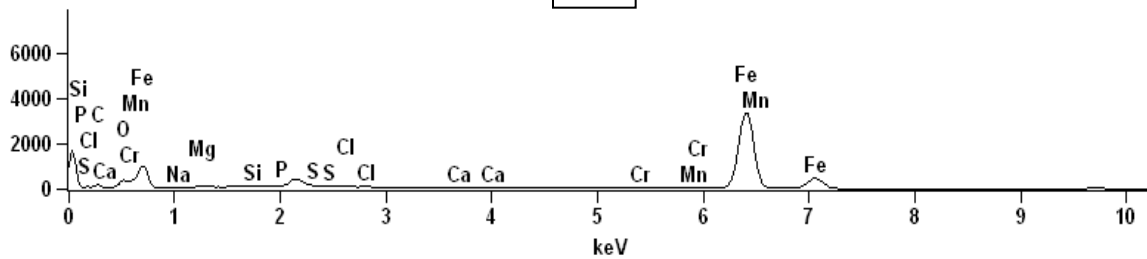 6000
4000
2000
0
Si
P C
Cl
S Ca
O
Fe
Mn
Cr
Na
Mg
Si
P
S S
Cl
Cl
Ca Ca
Cr
Cr
Mn
Fe
Mn
Fe
0 1 2 3 4 5 6 7 8 9 10
keV